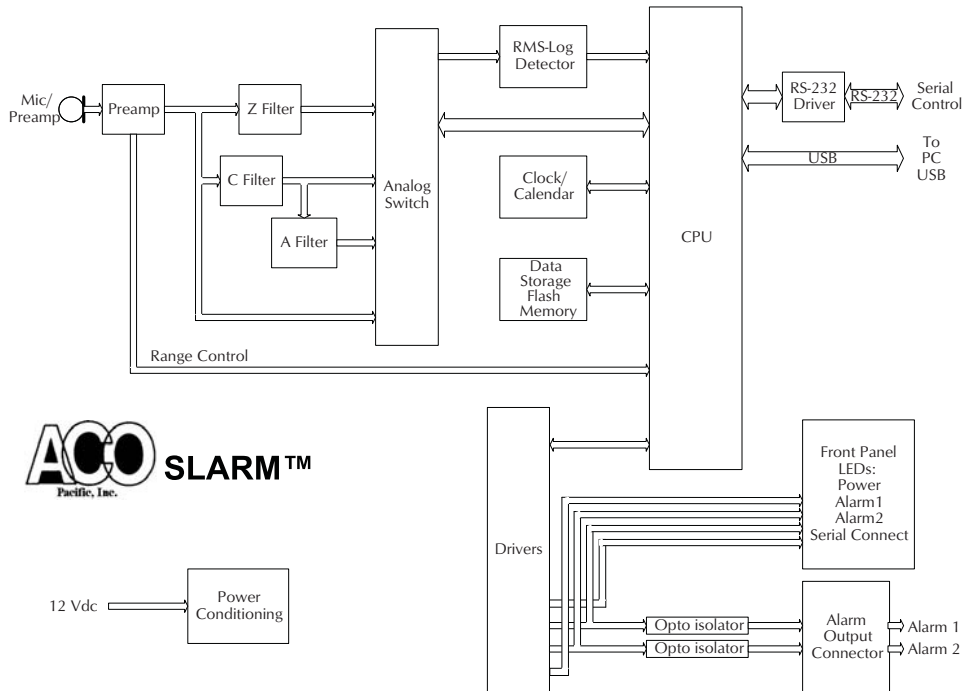 Mic/
Preamp
Preamp
Z Filter
C Filter
A Filter
Analog
Switch
RMS-Log
Detector
Clock/
Calendar
Data
Storage
Flash
Memory
CPU
RS-232
Driver
RS-232
Serial
Control
USB
To
PC
USB
Range Control
ACO
Pacific, Inc.
SLARM™
12 Vdc
Power
Conditioning
Drivers
Front Panel
LEDs:
Power
Alarm1
Alarm2
Serial Connect
Opto isolator
Opto isolator
Alarm
Output
Connector
Alarm 1
Alarm 2